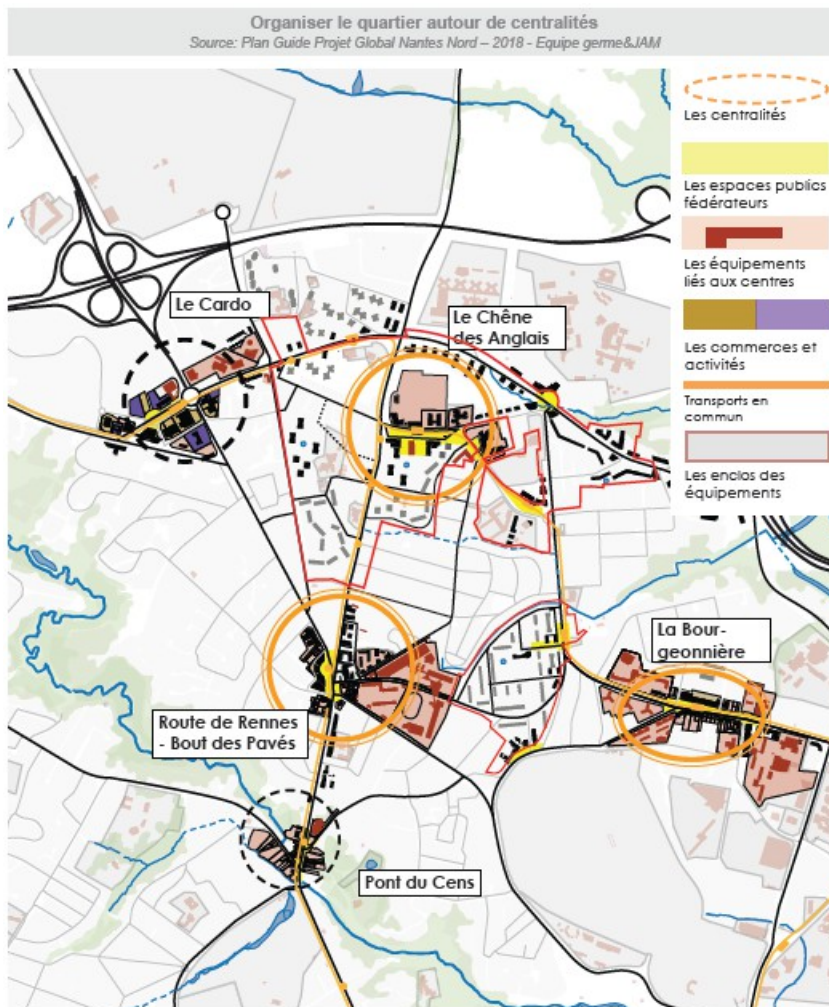 Organiser le quartier autour de centralités
Source: Plan Guide Projet Global Nantes Nord – 2018 - Equipe germe&JAM
Les centralités
Les espaces publics
fédérateurs
Les équipements
liés aux centres
Les commerces et
activités
Transports en
commun
Les enclos des
équipements
Le Cardo
Le Chêne
des Anglais
La Bour-
geonnière
Route de Rennes
- Bout des Pavés
Pont du Cens